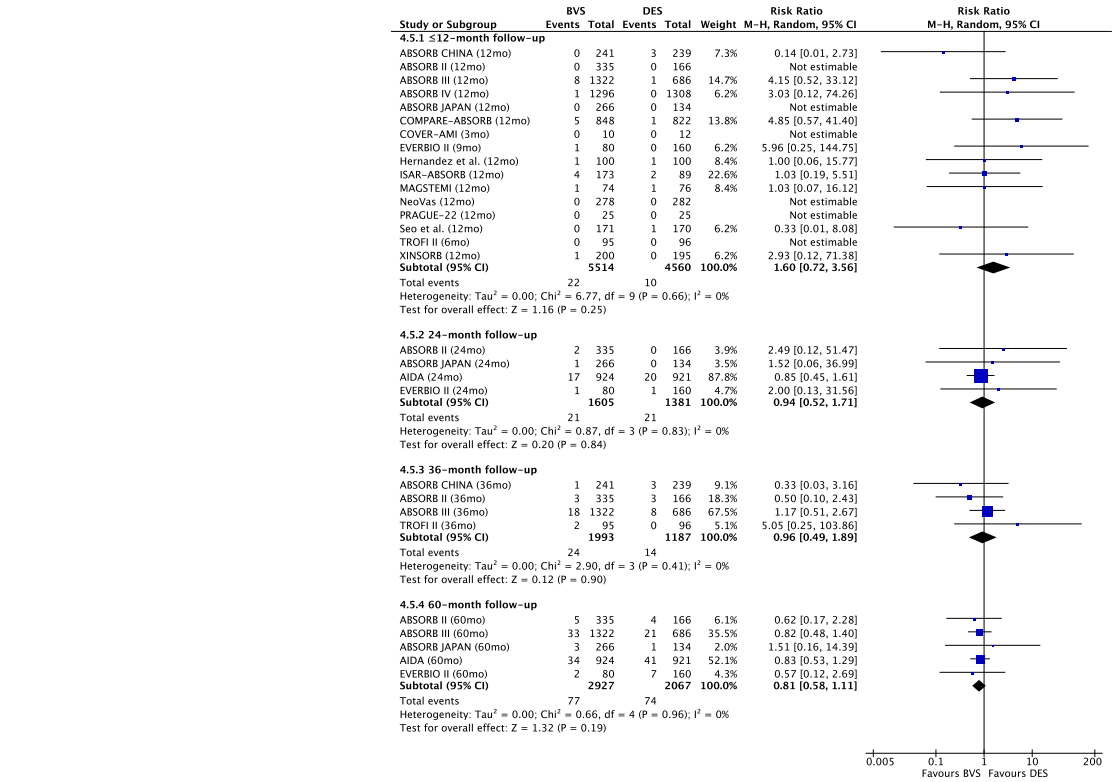 BVS DES Risk Ratio Risk Ratio
Study or Subgroup Events Total Events Total Weight M-H, Random, 95% CI M-H, Random, 95% CI
4.5.1 ≤12-month follow-up
ABSORB CHINA (12mo) 0 241 3 239 7.3% 0.14 [0.01, 2.73]
ABSORB II (12mo) 0 335 0 166 Not estimable
ABSORB III (12mo) 8 1322 1 686 14.7% 4.15 [0.52, 33.12]
ABSORB IV (12mo) 1 1296 0 1308 6.2% 3.03 [0.12, 74.26]
ABSORB JAPAN (12mo) 0 266 0 134 Not estimable
COMPARE-ABSORB (12mo) 5 848 1 822 13.8% 4.85 [0.57, 41.40]
COVER-AMI (3mo) 0 10 0 12 Not estimable
EVERBIO II (9mo) 1 80 0 160 6.2% 5.96 [0.25, 144.75]
Hernandez et al. (12mo) 1 100 1 100 8.4% 1.00 [0.06, 15.77]
ISAR-ABSORB (12mo) 4 173 2 89 22.6% 1.03 [0.19, 5.51]
MAGSTEMI (12mo) 1 74 1 76 8.4% 1.03 [0.07, 16.12]
NeoVas (12mo) 0 278 0 282 Not estimable
PRAGUE-22 (12mo) 0 25 0 25 Not estimable
Seo et al. (12mo) 0 171 1 170 6.2% 0.33 [0.01, 8.08]
TROFI II (6mo) 0 95 0 96 Not estimable
XINSORB (12mo) 1 200 0 195 6.2% 2.93 [0.12, 71.38]
Subtotal (95% CI) 5514 4560 100.0% 1.60 [0.72, 3.56]
Total events 22 10
Heterogeneity: Tau² = 0.00; Chi² = 6.77, df = 9 (P = 0.66); I² = 0%
Test for overall effect: Z = 1.16 (P = 0.25)
4.5.2 24-month follow-up
ABSORB II (24mo) 2 335 0 166 3.9% 2.49 [0.12, 51.47]
ABSORB JAPAN (24mo) 1 266 0 134 3.5% 1.52 [0.06, 36.99]
AIDA (24mo) 17 924 20 921 87.8% 0.85 [0.45, 1.61]
EVERBIO II (24mo) 1 80 1 160 4.7% 2.00 [0.13, 31.56]
Subtotal (95% CI) 1605 1381 100.0% 0.94 [0.52, 1.71]
Total events 21 21
Heterogeneity: Tau² = 0.00; Chi² = 0.87, df = 3 (P = 0.83); I² = 0%
Test for overall effect: Z = 0.20 (P = 0.84)
4.5.3 36-month follow-up
ABSORB CHINA (36mo) 1 241 3 239 9.1% 0.33 [0.03, 3.16]
ABSORB II (36mo) 3 335 3 166 18.3% 0.50 [0.10, 2.43]
ABSORB III (36mo) 18 1322 8 686 67.5% 1.17 [0.51, 2.67]
TROFI II (36mo) 2 95 0 96 5.1% 5.05 [0.25, 103.86]
Subtotal (95% CI) 1993 1187 100.0% 0.96 [0.49, 1.89]
Total events 24 14
Heterogeneity: Tau² = 0.00; Chi² = 2.90, df = 3 (P = 0.41); I² = 0%
Test for overall effect: Z = 0.12 (P = 0.90)
4.5.4 60-month follow-up
ABSORB II (60mo) 5 335 4 166 6.1% 0.62 [0.17, 2.28]
ABSORB III (60mo) 33 1322 21 686 35.5% 0.82 [0.48, 1.40]
ABSORB JAPAN (60mo) 3 266 1 134 2.0% 1.51 [0.16, 14.39]
AIDA (60mo) 34 924 41 921 52.1% 0.83 [0.53, 1.29]
EVERBIO II (60mo) 2 80 7 160 4.3% 0.57 [0.12, 2.69]
Subtotal (95% CI) 2927 2067 100.0% 0.81 [0.58, 1.11]
Total events 77 74
Heterogeneity: Tau² = 0.00; Chi² = 0.66, df = 4 (P = 0.96); I² = 0%
Test for overall effect: Z = 1.32 (P = 0.19)
0.005 0.1 1 10 200
Favours BVS Favours DES